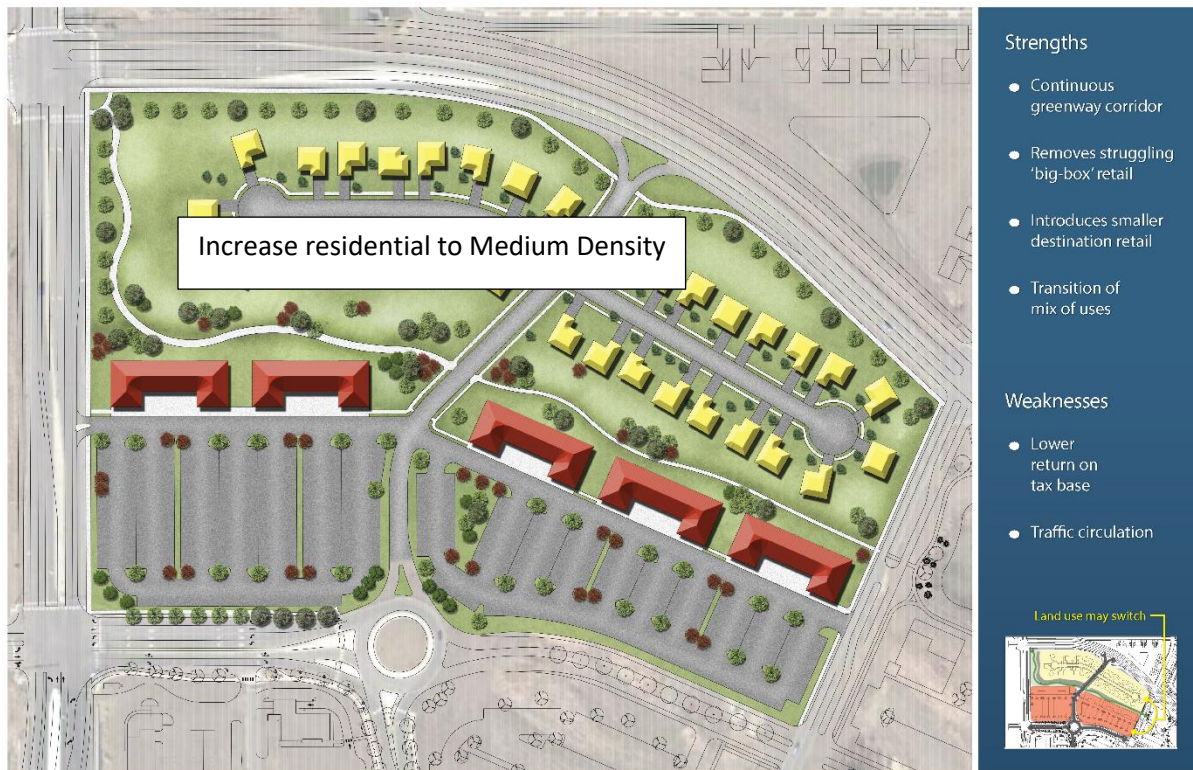 Increase residential to Medium Density
Strengths
Continuous
greenway corridor
Removes struggling
'big-box' retail
Introduces smaller
destination retail
Transition of
mix of uses
Weaknesses
Lower
return on
tax base
Traffic circulation
Land use may switch